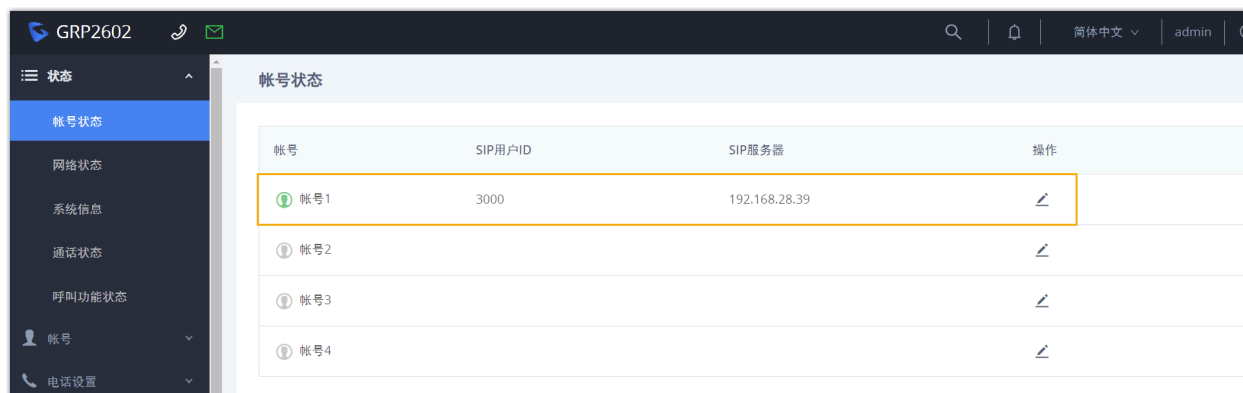 GRP2602 简体中文 admin
状态
帐号状态
帐号状态
网络状态
系统信息
通话状态
呼叫功能状态
帐号
电话设置
帐号 SIP用户ID SIP服务器 操作
帐号1 3000 192.168.28.39
帐号2
帐号3
帐号4